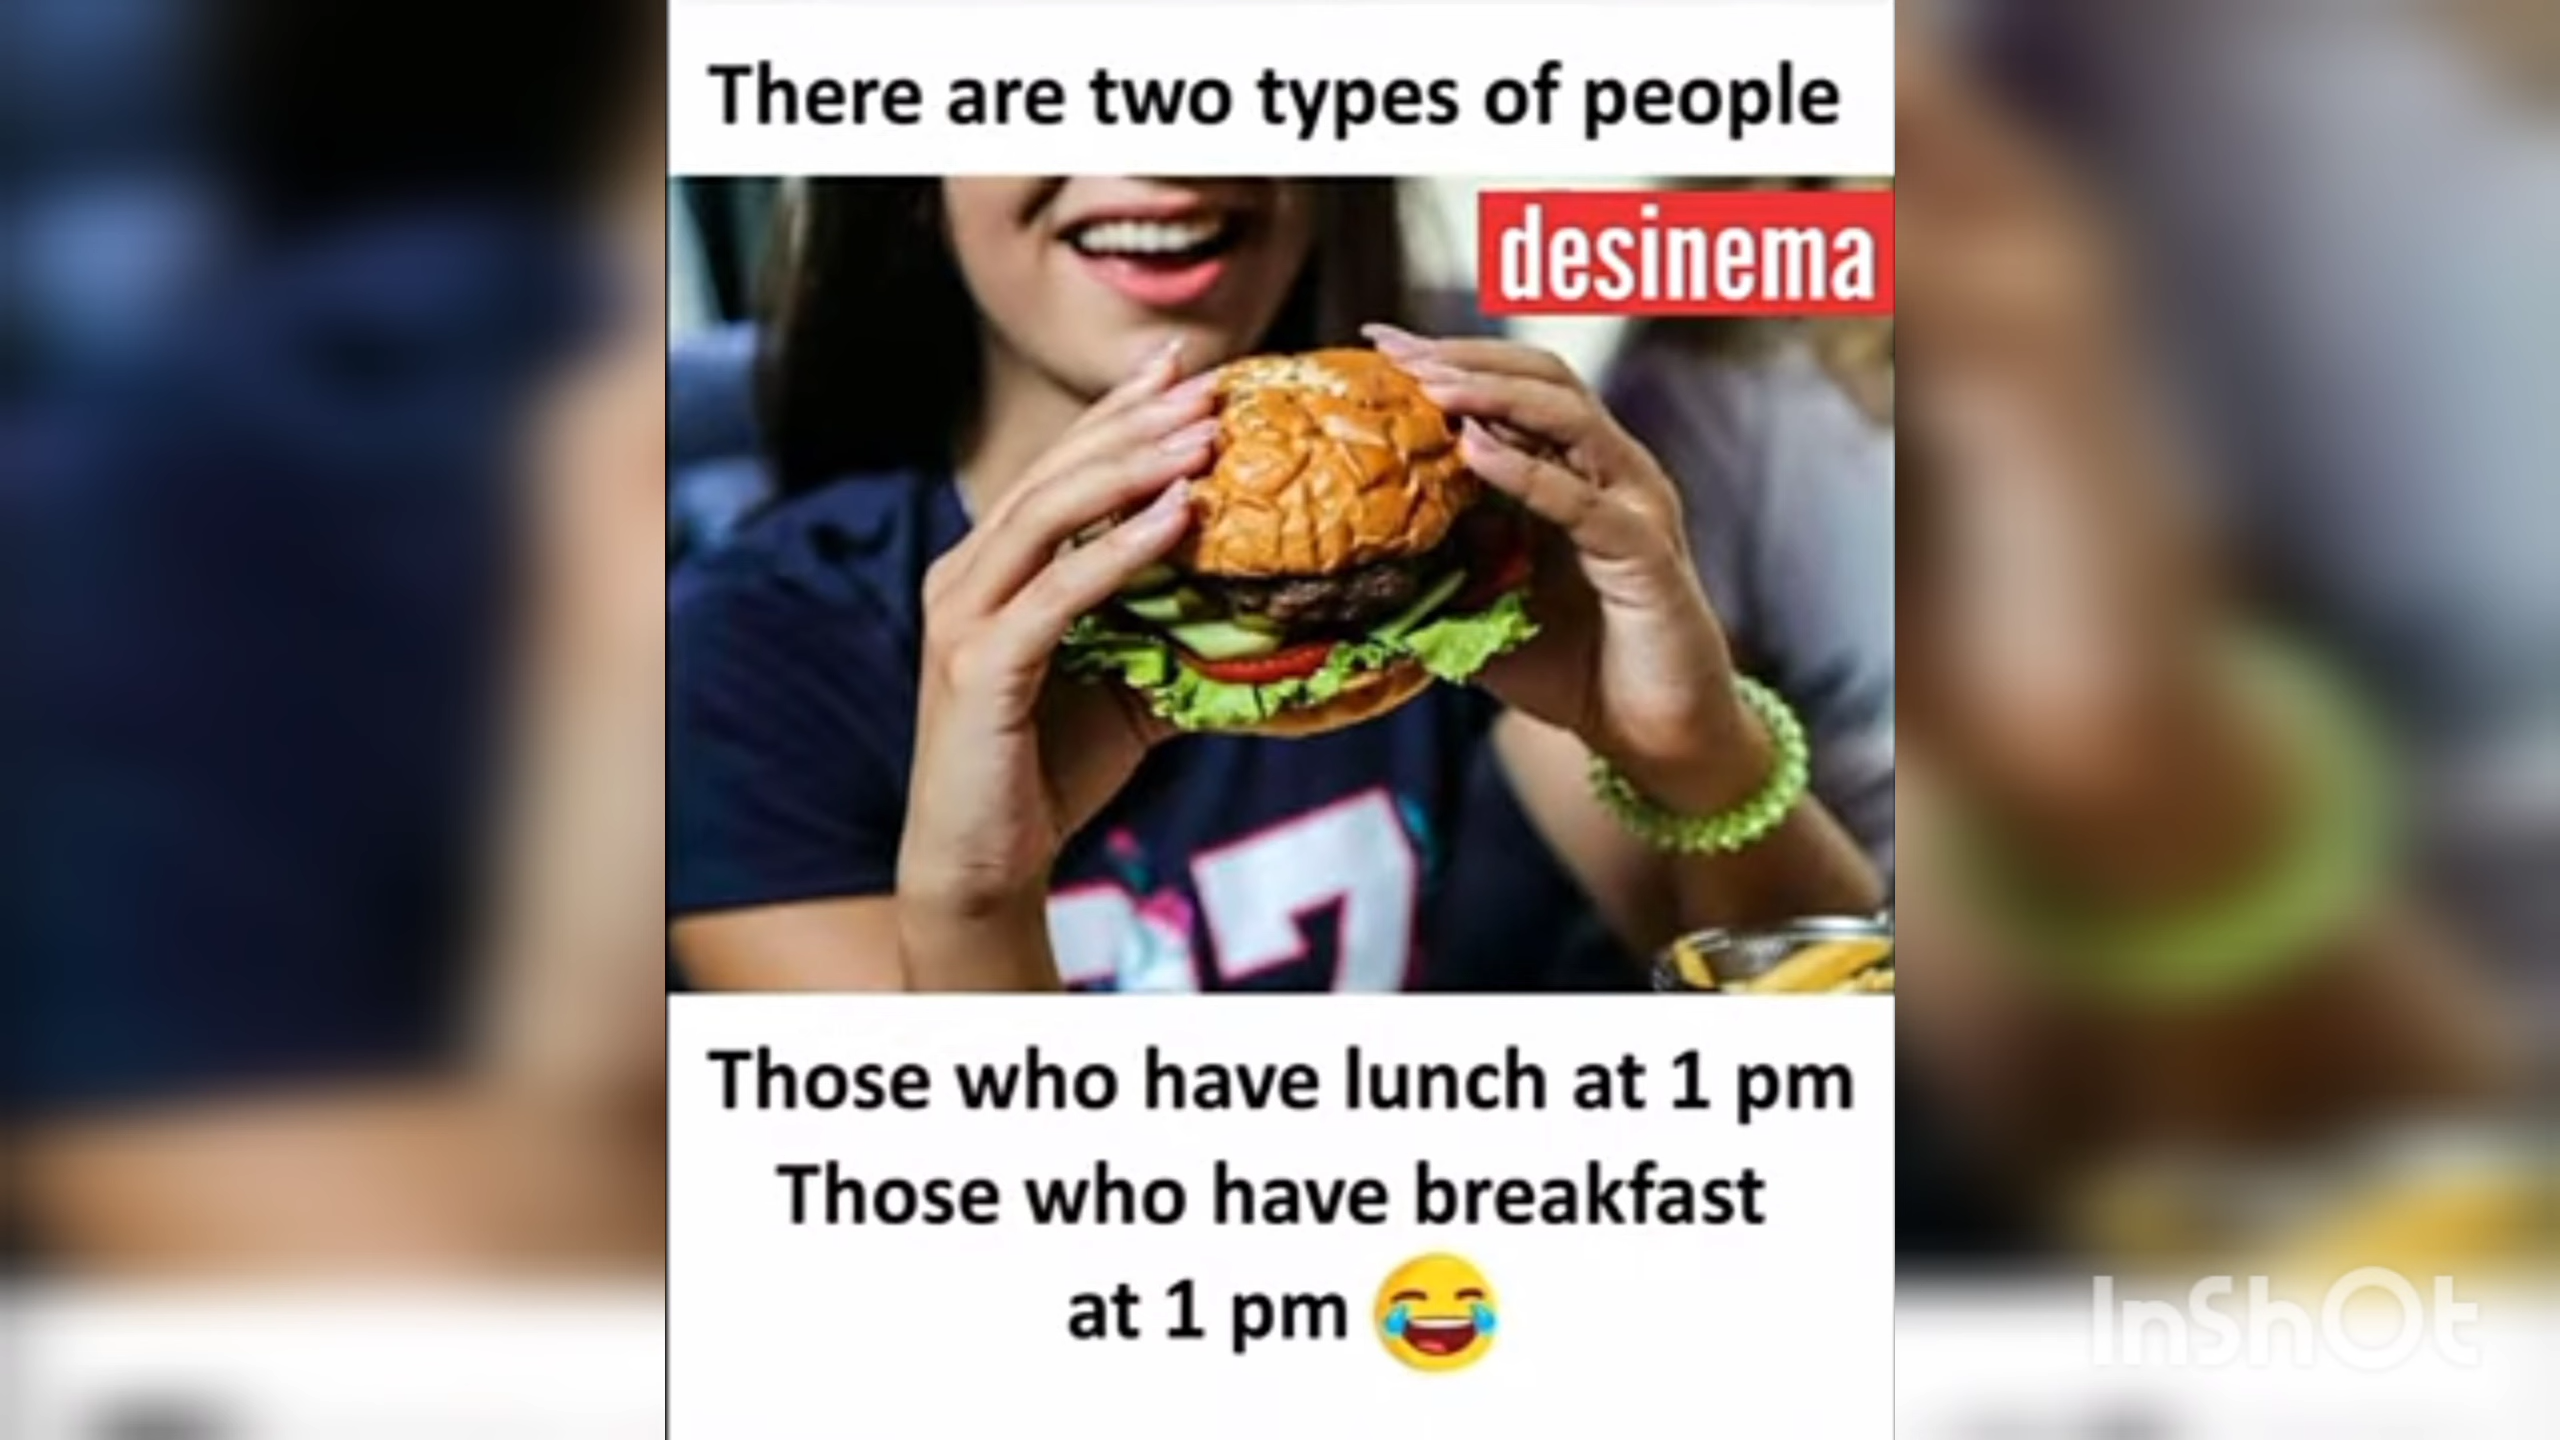 There are two types of people
desinema
27
Those who have lunch at 1 pm
Those who have breakfast
at 1 pm
InShOt